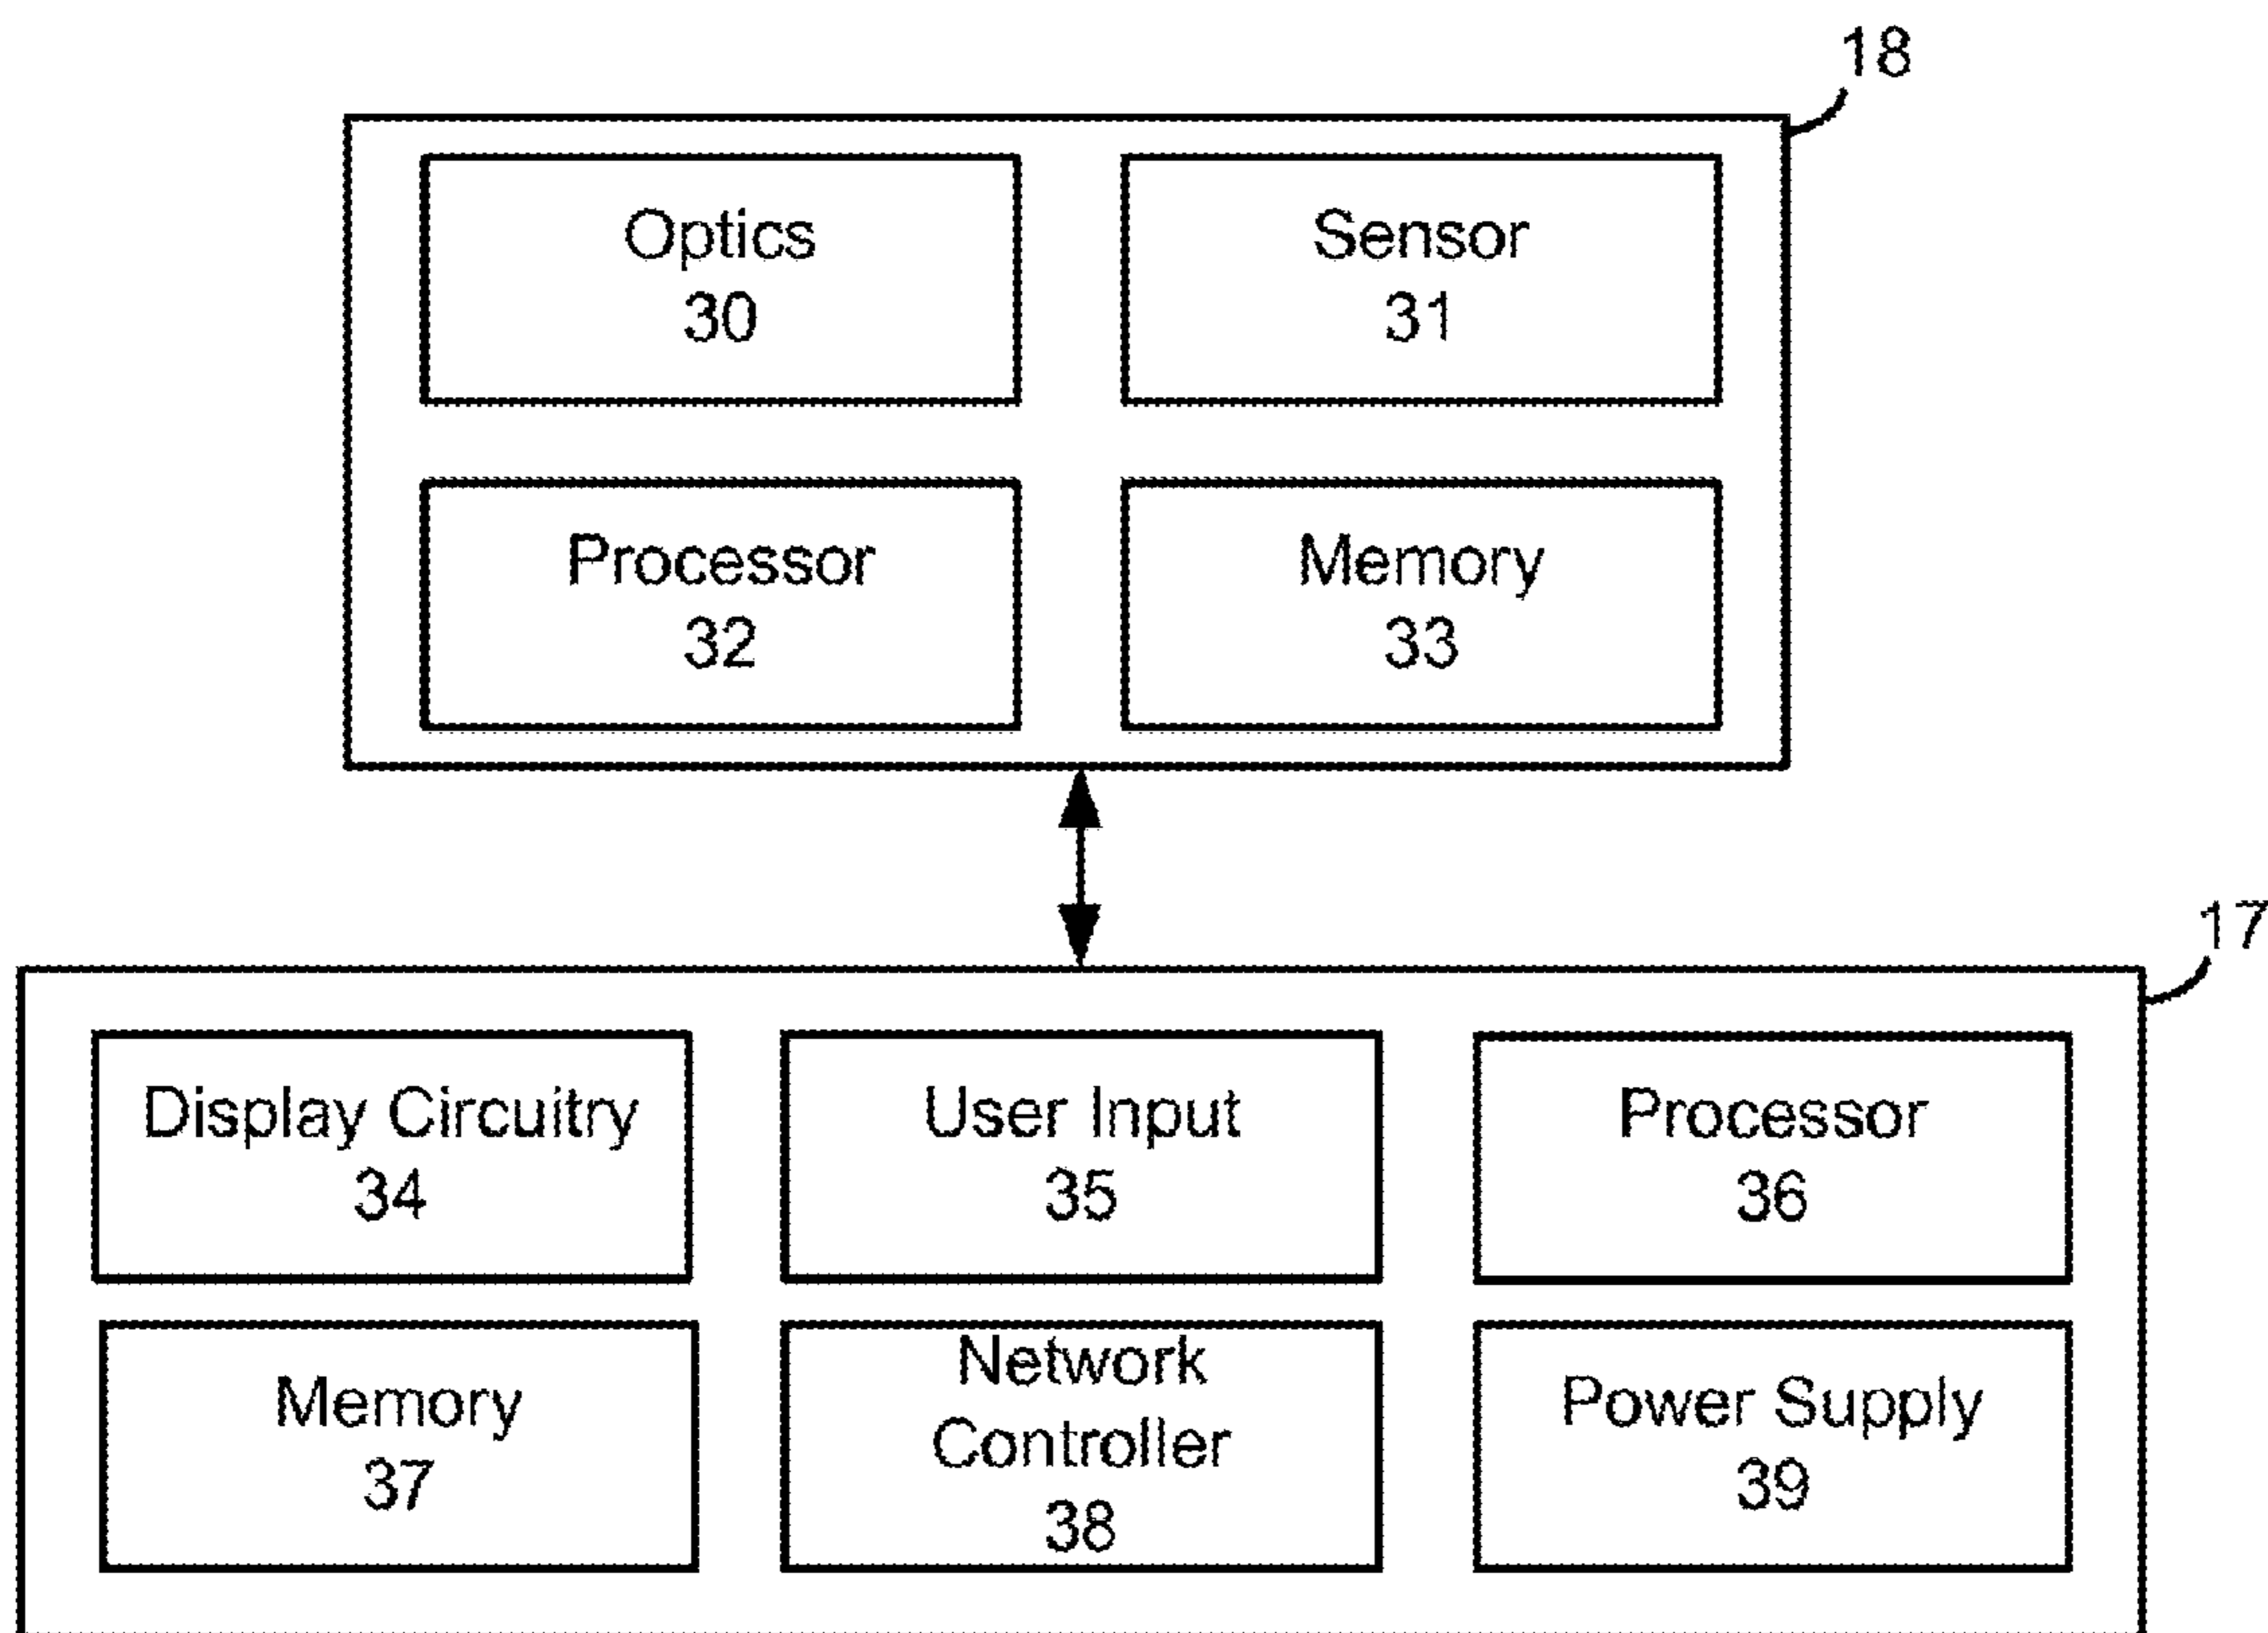 18
Optics
30
Sensor
31
Processor
32
Memory
33
17
Display Circuitry
34
User Input
35
Processor
36
Memory
37
Network
Controller
38
Power Supply
39